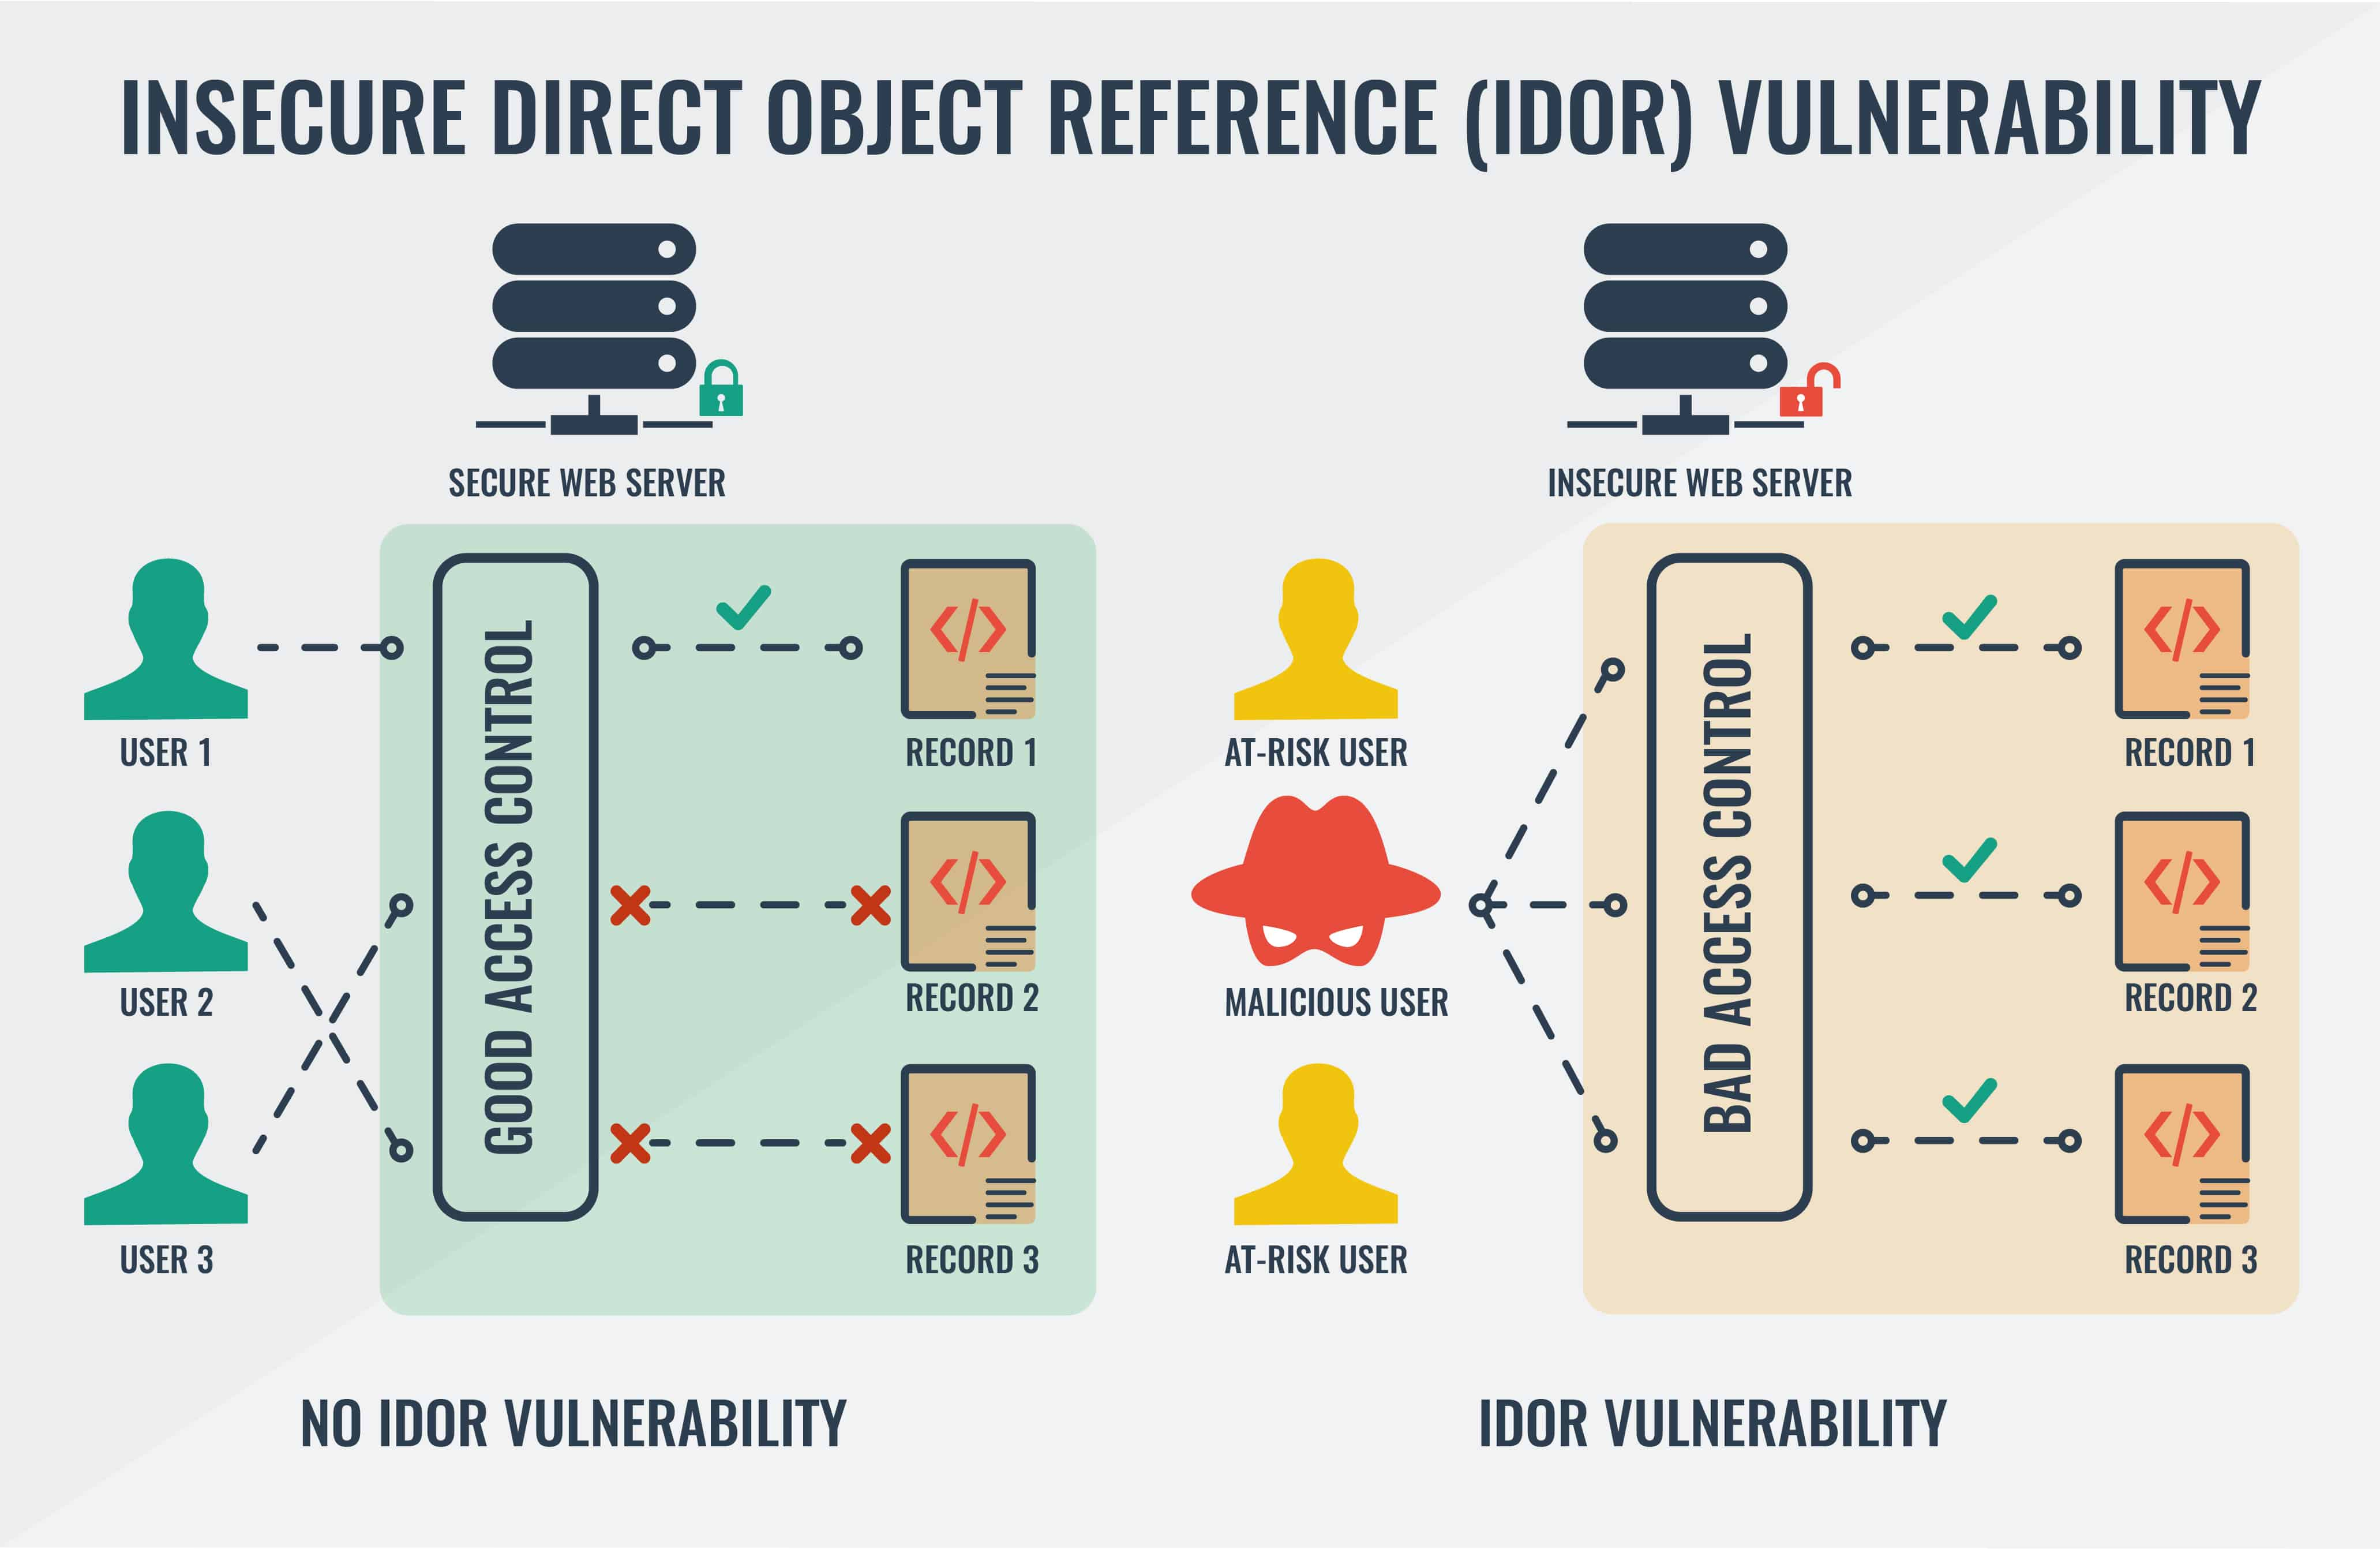 INSECURE DIRECT OBJECT REFERENCE (IDOR) VULNERABILITY
SECURE WEB SERVER
USER 1
USER 2
USER 3
GOOD ACCESS CONTROL
RECORD 1
RECORD 2
RECORD 3
NO IDOR VULNERABILITY
INSECURE WEB SERVER
AT-RISK USER
MALICIOUS USER
AT-RISK USER
BAD ACCESS CONTROL
RECORD 1
RECORD 2
RECORD 3
IDOR VULNERABILITY